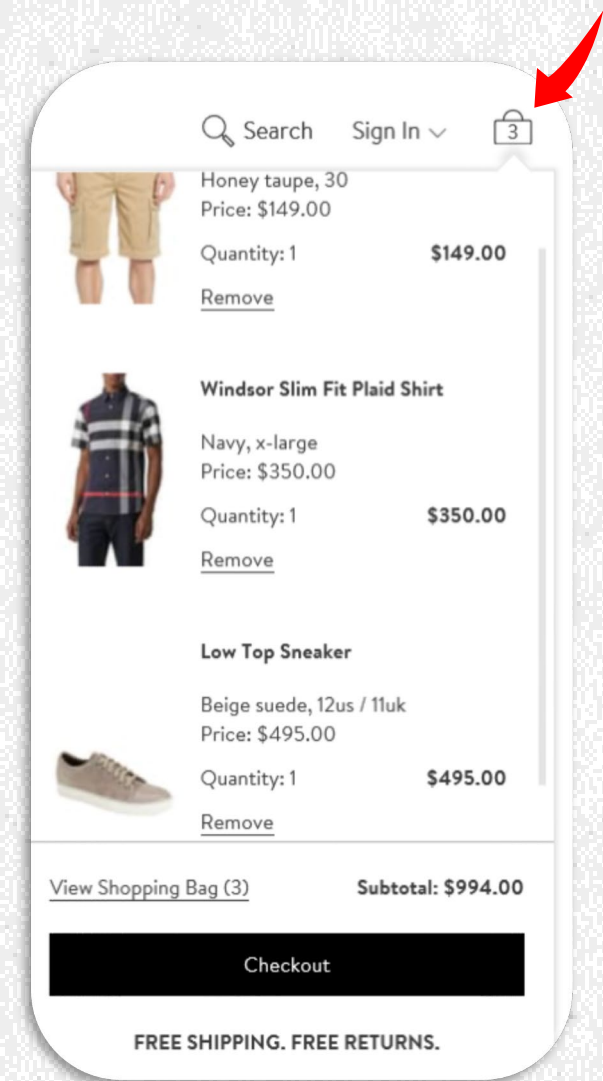 Search Sign In 3
Honey taupe, 30
Price: $149.00
Quantity: 1 $149.00
Remove
Windsor Slim Fit Plaid Shirt
Navy, x-large
Price: $350.00
Quantity: 1 $350.00
Remove
Low Top Sneaker
Beige suede, 12us / 11uk
Price: $495.00
Quantity: 1 $495.00
Remove
View Shopping Bag (3) Subtotal: $994.00
Checkout
FREE SHIPPING. FREE RETURNS.